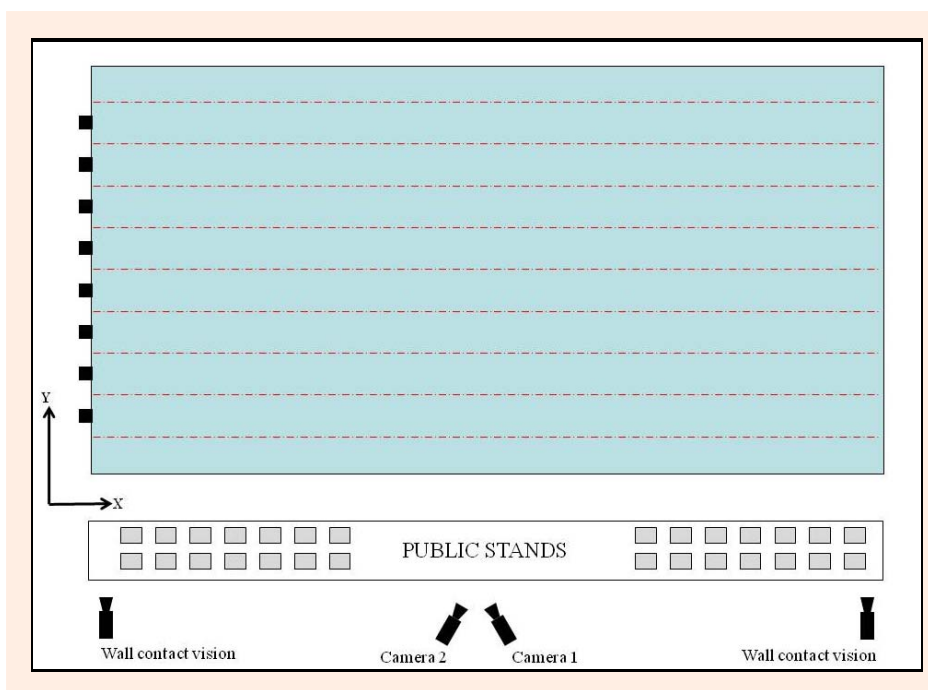 Y
X
PUBLIC STANDS
Wall contact vision
Camera 2
Camera 1
Wall contact vision